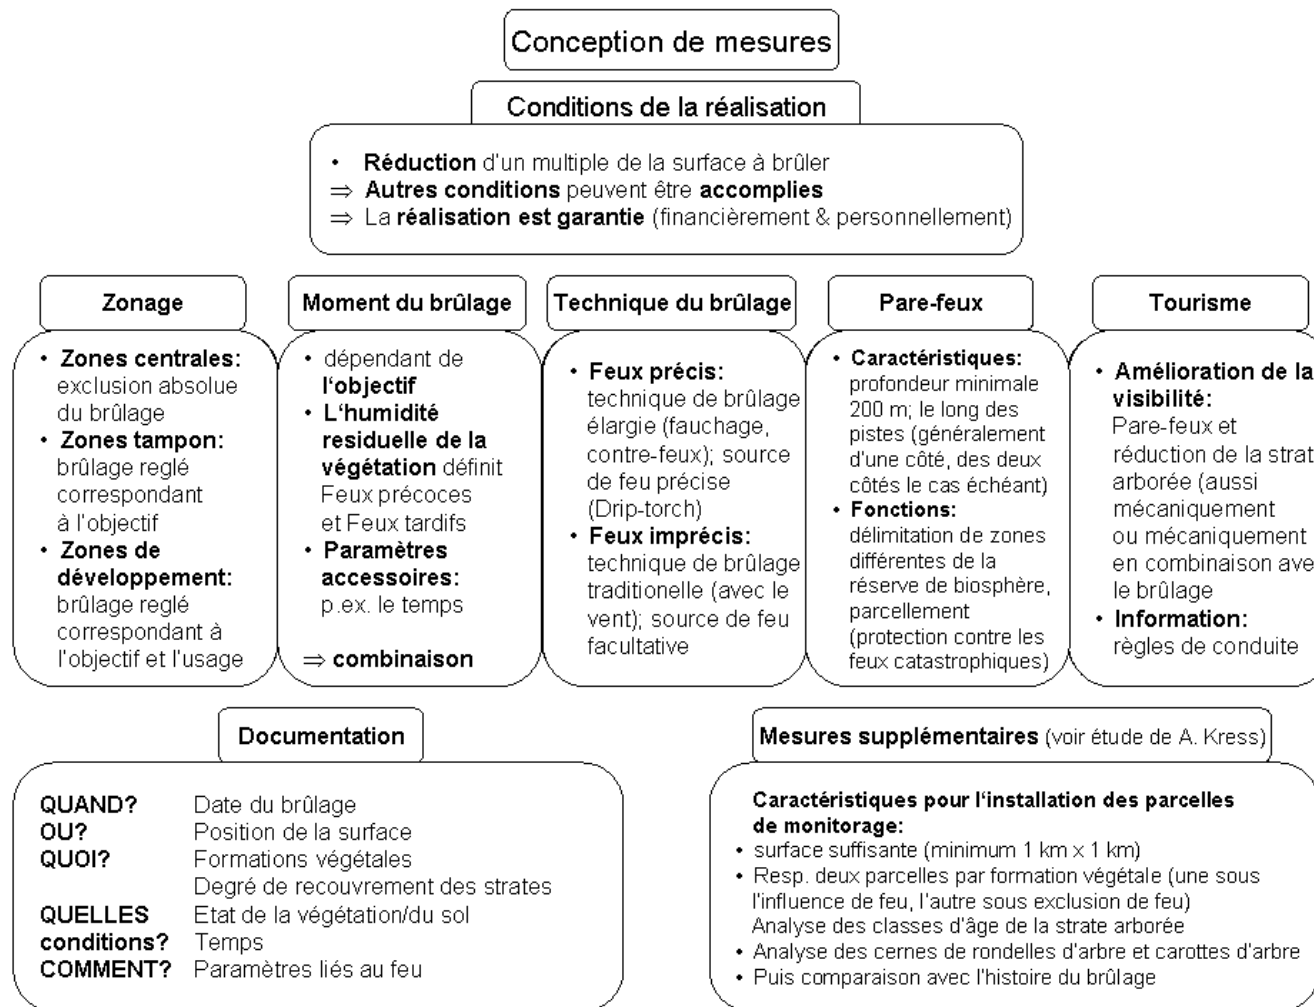 Conception de mesures
Conditions de la réalisation
• Réduction d'un multiple de la surface à brûler
⇒ Autres conditions peuvent être accomplies
⇒ La réalisation est garantie (financièrement & personnellement)
Zonage
• Zones centrales:
exclusion absolue
du brûlage
• Zones tampon:
brûlage reglé
correspondant
à l'objectif
• Zones de
développement:
brûlage reglé
correspondant à
l'objectif et l'usage
Moment du brûlage
• dépendant de
l'objectif
• L'humidité
residuelle de la
végétation définit
Feux précoces
et Feux tardifs
• Paramètres
accessoires:
p.ex. le temps
⇒ combinaison
Technique du brûlage
• Feux précis:
technique de brûlage
élargie (fauchage,
contre-feux); source
de feu précise
(Drip-torch)
• Feux imprécis:
technique de brûlage
traditionelle (avec le
vent); source de feu
facultative
Pare-feux
• Caractéristiques:
profondeur minimale
200 m; le long des
pistes (généralement
d'une côté, des deux
côtés le cas échéant)
• Fonctions:
délimitation de zones
différentes de la
réserve de biosphère,
parcellement
(protection contre les
feux catastrophiques)
Tourisme
• Amélioration de la
visibilité:
Pare-feux et
réduction de la strat
arborée (aussi
mécaniquement
ou mécaniquement
en combinaison ave
le brûlage
• Information:
règles de conduite
Documentation
QUAND? Date du brûlage
OU? Position de la surface
QUOI? Formations végétales
Degré de recouvrement des strates
QUELLES Etat de la végétation/du sol
conditions? Temps
COMMENT? Paramètres liés au feu
Mesures supplémentaires (voir étude de A. Kress)
Caractéristiques pour l'installation des parcelles
de monitorage:
• surface suffisante (minimum 1 km x 1 km)
• Resp. deux parcelles par formation végétale (une sous
l'influence de feu, l'autre sous exclusion de feu)
Analyse des classes d'âge de la strate arborée
• Analyse des cernes de rondelles d'arbre et carottes d'arbre
• Puis comparaison avec l'histoire du brûlage